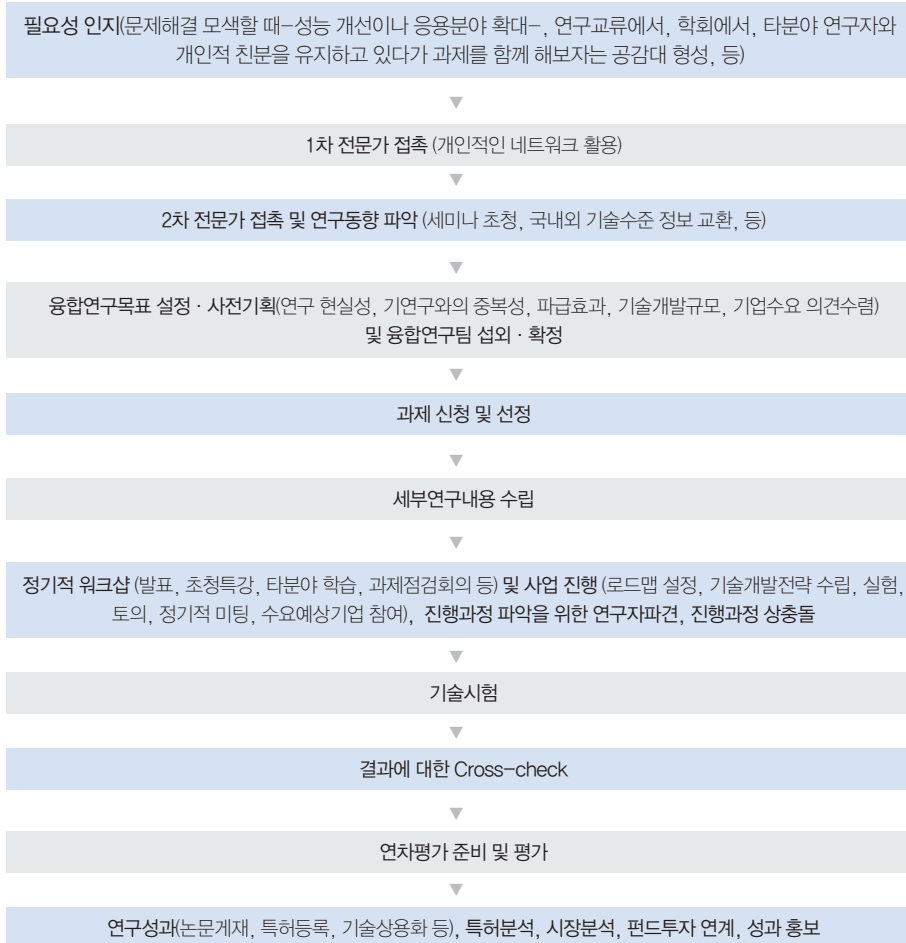 필요성 인지(문제해결 모색할 때-성능 개선이나 응용분야 확대-, 연구교류에서, 학회에서, 타분야 연구자와
개인적 친분을 유지하고 있다가 과제를 함께 해보자는 공감대 형성, 등)
▼
1차 전문가 접촉 (개인적인 네트워크 활용)
▼
2차 전문가 접촉 및 연구동향 파악 (세미나 초청, 국내외 기술수준 정보 교환, 등)
▼
융합연구목표 설정 · 사전기획(연구 현실성, 기연구와의 중복성, 파급효과, 기술개발규모, 기업수요 의견수렴)
및 융합연구팀 섭외 · 확정
▼
과제 신청 및 선정
▼
세부연구내용 수립
▼
정기적 워크샵 (발표, 초청특강, 타분야 학습, 과제점검회의 등) 및 사업 진행 (로드맵 설정, 기술개발전략 수립, 실험,
토의, 정기적 미팅, 수요예상기업 참여), 진행과정 파악을 위한 연구자파견, 진행과정 상충돌
▼
기술시험
▼
결과에 대한 Cross-check
▼
연차평가 준비 및 평가
▼
연구성과(논문게재, 특허등록, 기술상용화 등), 특허분석, 시장분석, 펀드투자 연계, 성과 홍보